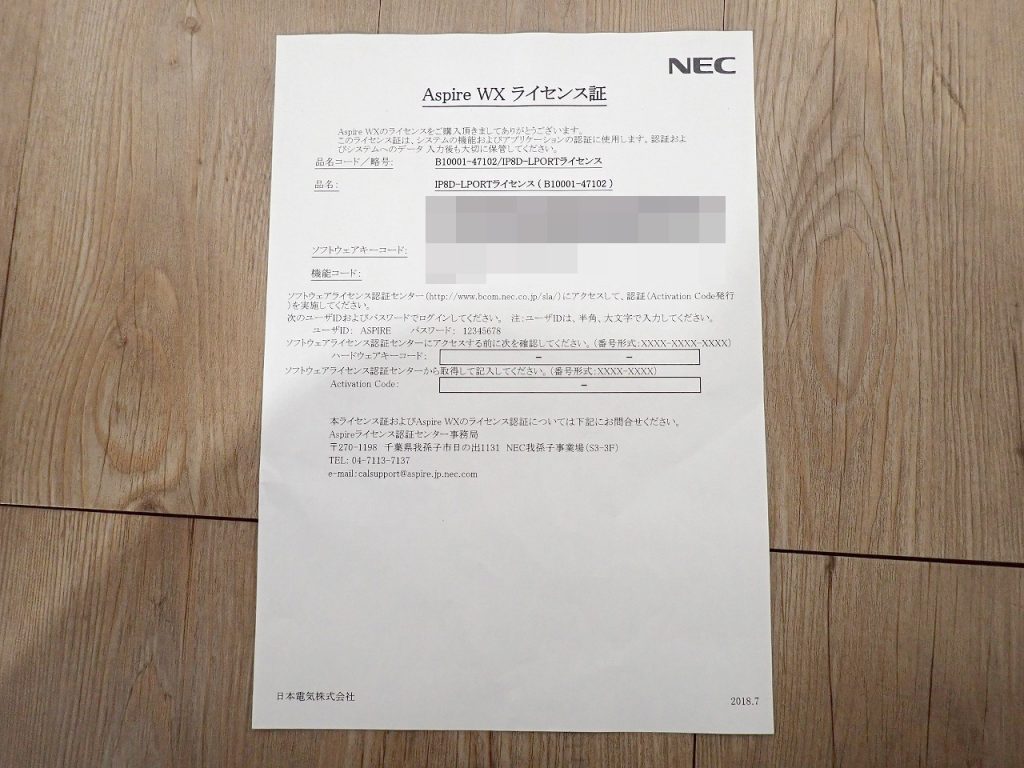 NEC
Aspire WX ライセンス証
Aspire WXのライセンスをご購入頂きましてありがとうございます。
このライセンス証は、システムの機能およびアプリケーションの認証に使用します。認証およ
びシステムへのデータ入力後も大切に保管してください。
品名コード／略号: B10001-47102/IP8D-LPORTライセンス
品名: IP8D-LPORTライセンス ( B10001-47102 )
ソフトウェアキーコード:
機能コード:
ソフトウェアライセンス認証センター(http://www.bcom.nec.co.jp/sla/)にアクセスして、認証(Activation Code発行
)を実施してください。
次のユーザIDおよびパスワードでログインしてください。 注:ユーザIDは、半角、大文字で入力してください。
ユーザID: ASPIRE パスワード: 12345678
ソフトウェアライセンス認証センターにアクセスする前に次を確認してください。(番号形式:XXXX-XXXX-XXXX)
ハードウェアキーコード: － －
ソフトウェアライセンス認証センターから取得して記入してください。(番号形式:XXXX-XXXX)
Activation Code: －
本ライセンス証およびAspire WXのライセンス認証については下記にお問合せください。
Aspireライセンス認証センター事務局
〒270-1198 千葉県我孫子市日の出1131 NEC我孫子事業場(S3-3F)
TEL: 04-7113-7137
e-mail:calsupport@aspire.jp.nec.com
日本電気株式会社
2018.7